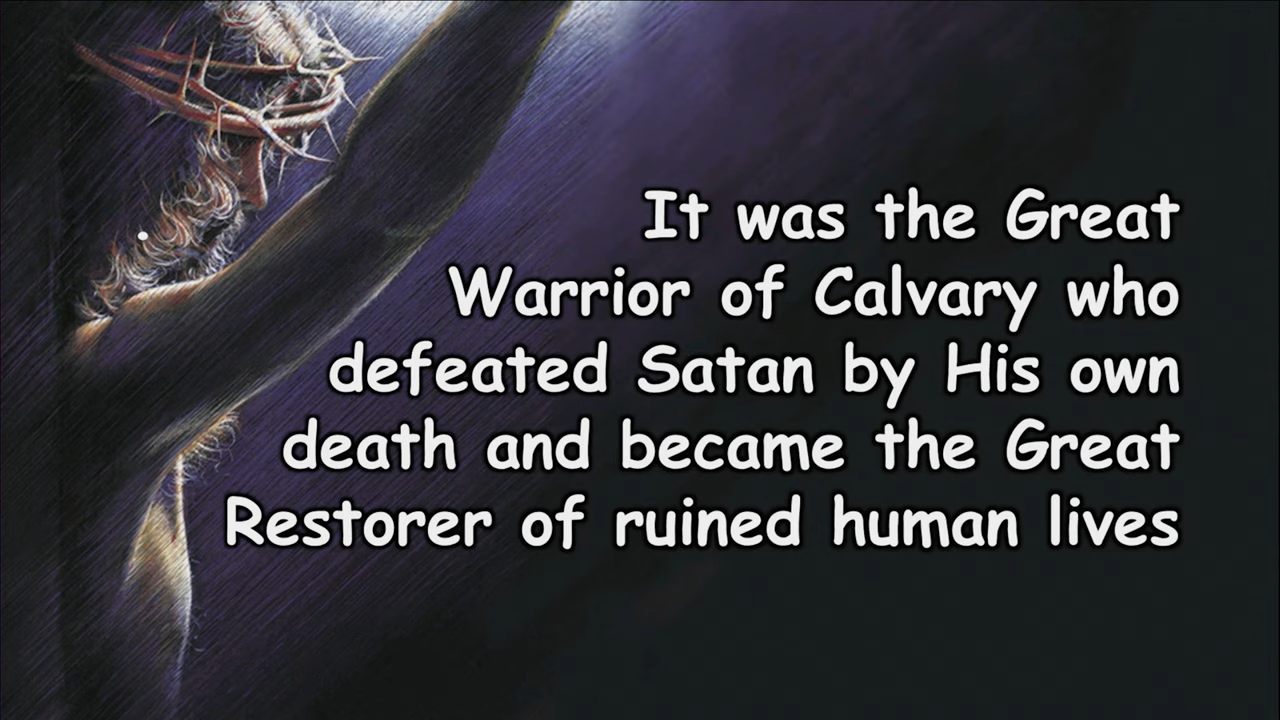 It was the Great
Warrior of Calvary who
defeated Satan by His own
death and became the Great
Restorer of ruined human lives